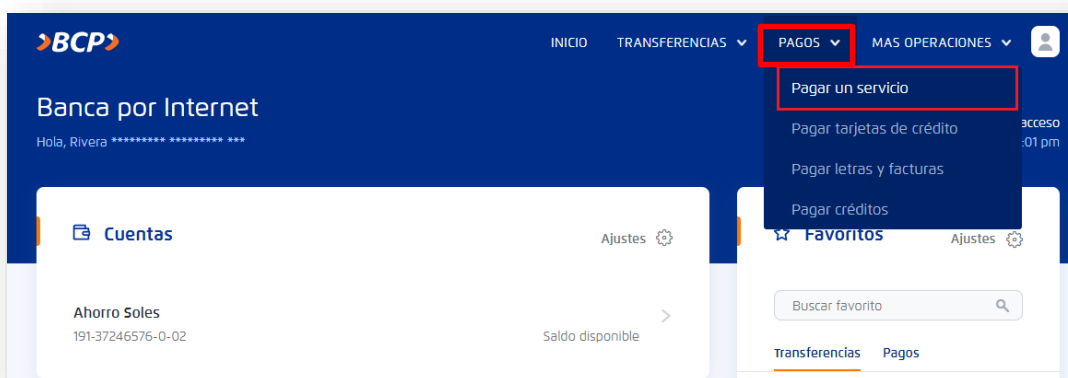 BCP
INICIO TRANSFERENCIAS PAGOS MAS OPERACIONES
Pagar un servicio
Pagar tarjetas de crédito
Pagar letras y facturas
Pagar créditos
Banca por Internet
Hola, Rivera ********* ********* ***
acceso
:01 pm
Cuentas
Ajustes
Ahorro Soles
191-37246576-0-02
Saldo disponible
Favoritos
Ajustes
Buscar favorito
Transferencias Pagos